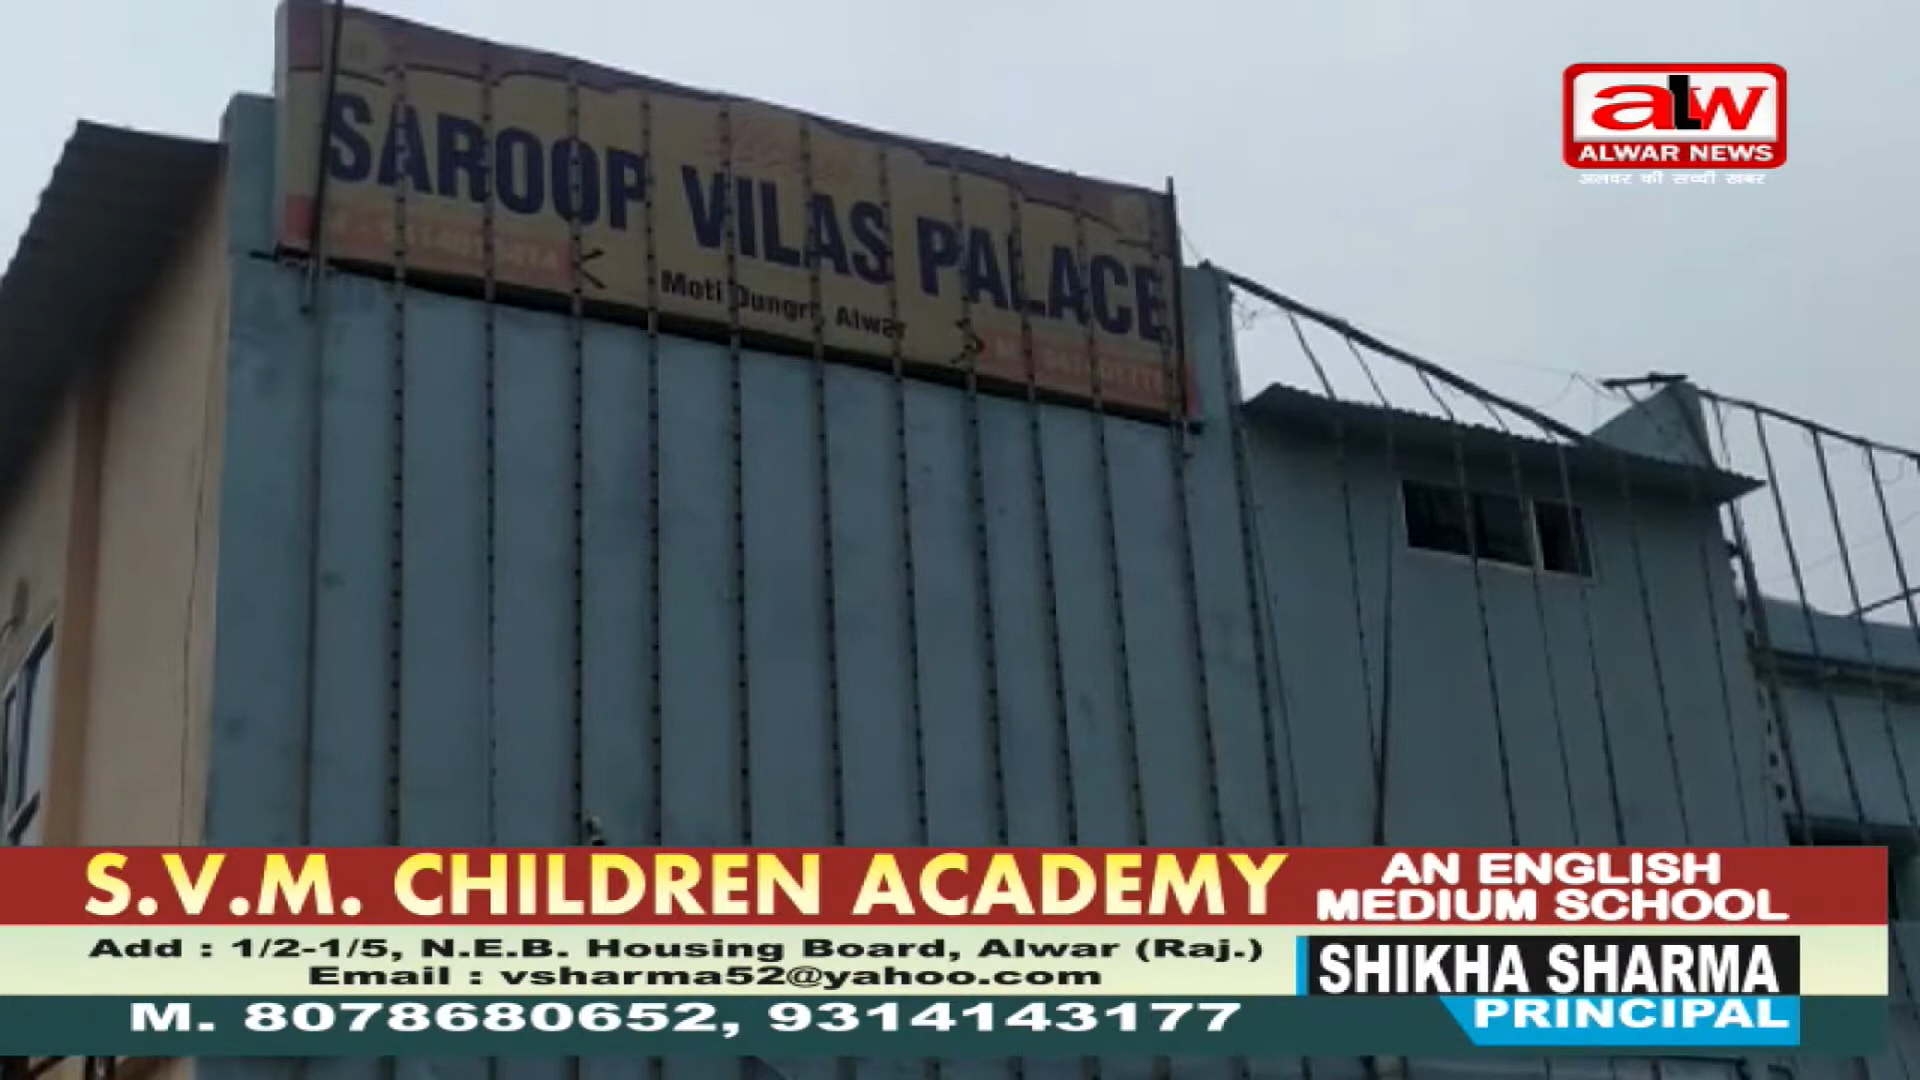 SAROOP VILAS PALACE
Moti Dungri, Alwar
aLw
ALWAR NEWS
अलवर की सच्ची खबर
S.V.M. CHILDREN ACADEMY
AN ENGLISH
MEDIUM SCHOOL
Add : 1/2-1/5, N.E.B. Housing Board, Alwar (Raj.)
Email : vsharma52@yahoo.com
SHIKHA SHARMA
PRINCIPAL
M. 8078680652, 9314143177